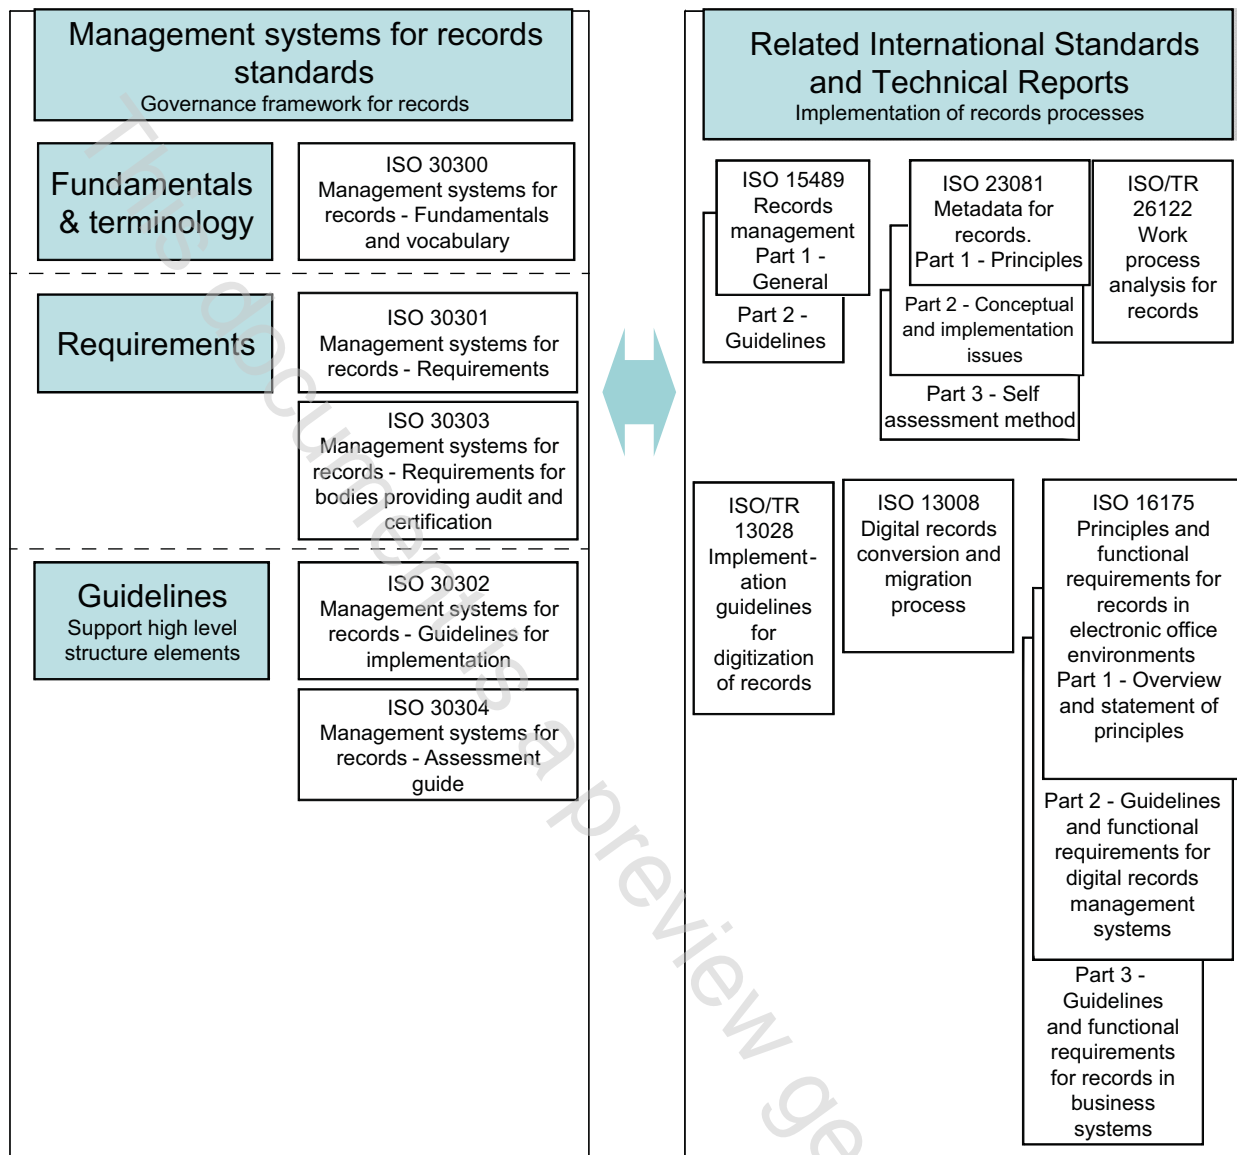 Management systems for records
standards
Governance framework for records
Fundamentals
& terminology
ISO 30300
Management systems for
records - Fundamentals
and vocabulary
Requirements
ISO 30301
Management systems for
records - Requirements
ISO 30303
Management systems for
records - Requirements for
bodies providing audit and
certification
Guidelines
Support high level
structure elements
ISO 30302
Management systems for
records - Guidelines for
implementation
ISO 30304
Management systems for
records - Assessment
guide
Related International Standards
and Technical Reports
Implementation of records processes
ISO 15489
Records
management
Part 1 -
General
Part 2 -
Guidelines
ISO 23081
Metadata for
records.
Part 1 - Principles
Part 2 - Conceptual
and implementation
issues
Part 3 - Self
assessment method
ISO/TR
26122
Work
process
analysis for
records
ISO/TR
13028
Implement-
ation
guidelines
for
digitization
of records
ISO 13008
Digital records
conversion and
migration
process
ISO 16175
Principles and
functional
requirements for
records in
electronic office
environments
Part 1 - Overview
and statement of
principles
Part 2 - Guidelines
and functional
requirements for
digital records
management
systems
Part 3 -
Guidelines
and functional
requirements
for records in
business
systems
This document is a preview ge